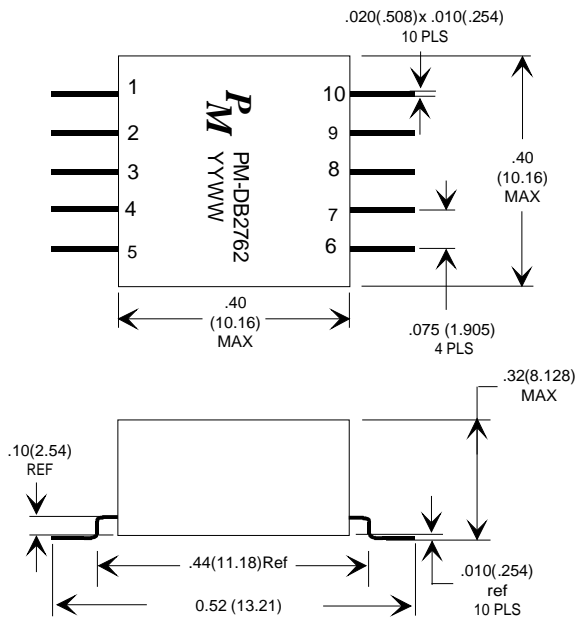 .020(.508)x .010(.254)
10 PLS
1
2
3
4
5
PM
PM-DB2762
YYWW
10
9
8
7
6
.40
(10.16)
MAX
.40
(10.16)
MAX
.075 (1.905)
4 PLS
.32(8.128)
MAX
.10(2.54)
REF
.44(11.18)Ref
0.52 (13.21)
.010(.254)
ref
10 PLS